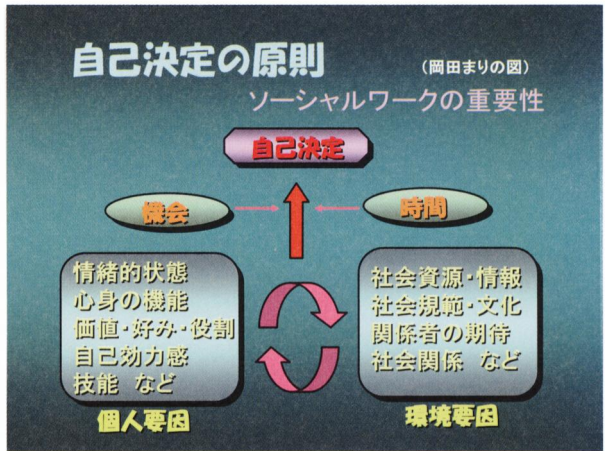 自己決定の原則
（岡田まりの図）
ソーシャルワークの重要性
自己決定
機会
時間
情緒的状態
心身の機能
価値・好み・役割
自己効力感
技能 など
個人要因
社会資源・情報
社会規範・文化
関係者の期待
社会関係 など
環境要因